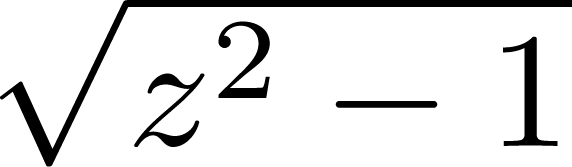 √(z² − 1)